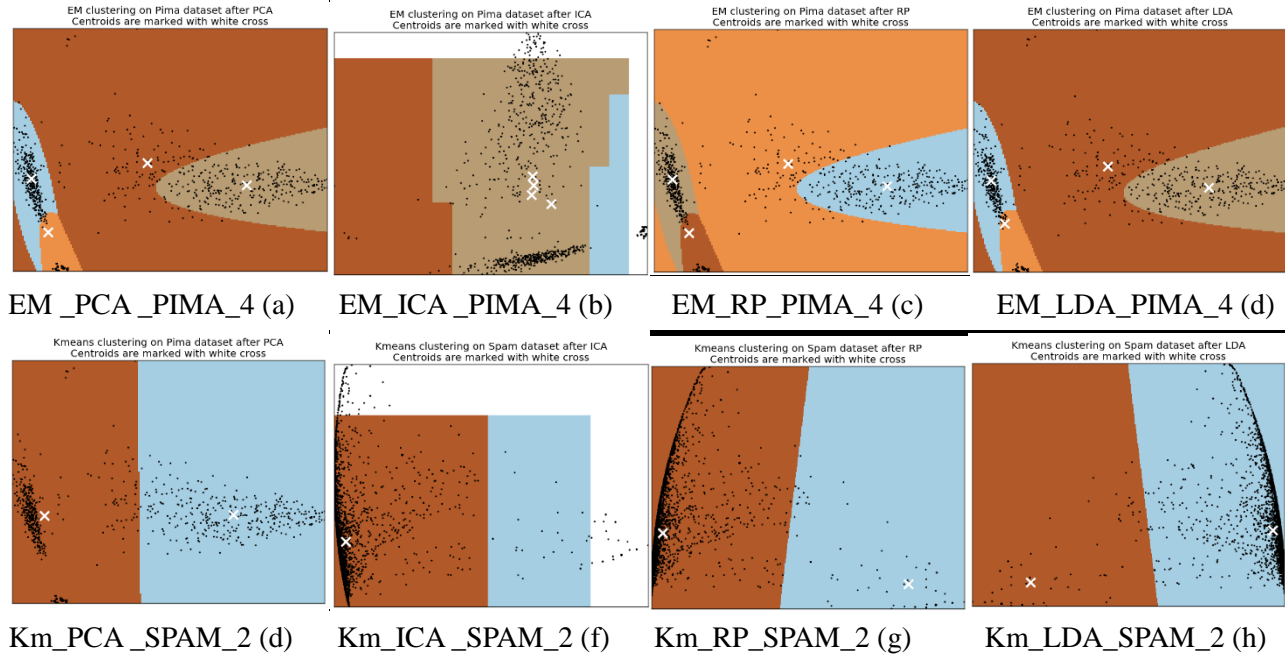 EM clustering on Pima dataset after PCA
Centroids are marked with white cross
EM clustering on Pima dataset after ICA
Centroids are marked with white cross
EM clustering on Pima dataset after RP
Centroids are marked with white cross
EM clustering on Pima dataset after LDA
Centroids are marked with white cross
EM _PCA _PIMA_4 (a)
EM_ICA _PIMA_4 (b)
EM_RP_PIMA_4 (c)
EM_LDA_PIMA_4 (d)
Kmeans clustering on Pima dataset after PCA
Centroids are marked with white cross
Kmeans clustering on Spam dataset after ICA
Centroids are marked with white cross
Kmeans clustering on Spam dataset after RP
Centroids are marked with white cross
Kmeans clustering on Spam dataset after LDA
Centroids are marked with white cross
Km_PCA _SPAM_2 (d)
Km_ICA _SPAM_2 (f)
Km_RP_SPAM_2 (g)
Km_LDA_SPAM_2 (h)